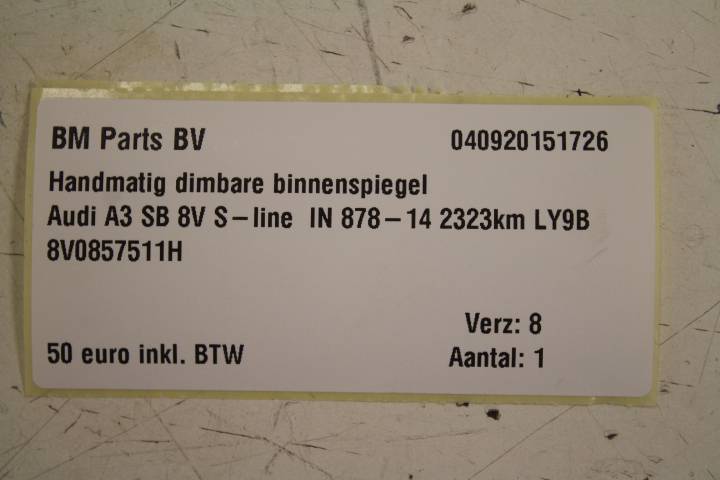 BM Parts BV 040920151726
Handmatig dimbare binnenspiegel
Audi A3 SB 8V S-line IN 878-14 2323km LY9B
8V0857511H
Verz: 8
50 euro inkl. BTW Aantal: 1